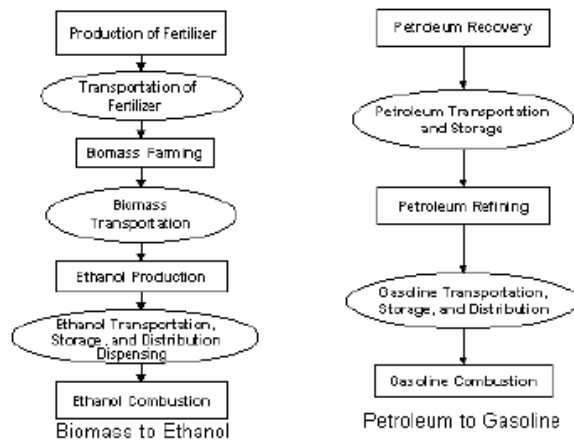 Production of Fertilizer
Transportation of
Fertilizer
Biomass Farming
Biomass
Transportation
Ethanol Production
Ethanol Transportation,
Storage, and Distribution
Dispensing
Ethanol Combustion
Biomass to Ethanol
Petroleum Recovery
Petroleum Transportation
and Storage
Petroleum Refining
Gasoline Transportation,
Storage, and Distribution
Gasoline Combustion
Petroleum to Gasoline